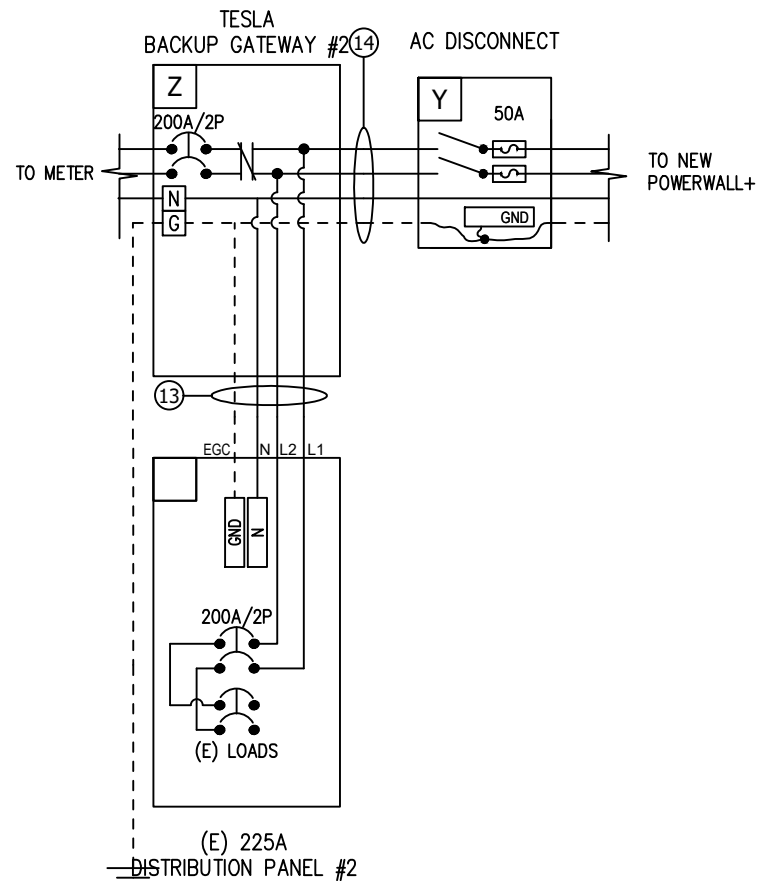 TESLA
BACKUP GATEWAY #2
14
AC DISCONNECT
Z
Y
200A/2P
50A
TO METER
TO NEW
POWERWALL+
N
G
GND
13
EGC
N
L2
L1
GND
N
200A/2P
(E) LOADS
(E) 225A
DISTRIBUTION PANEL #2